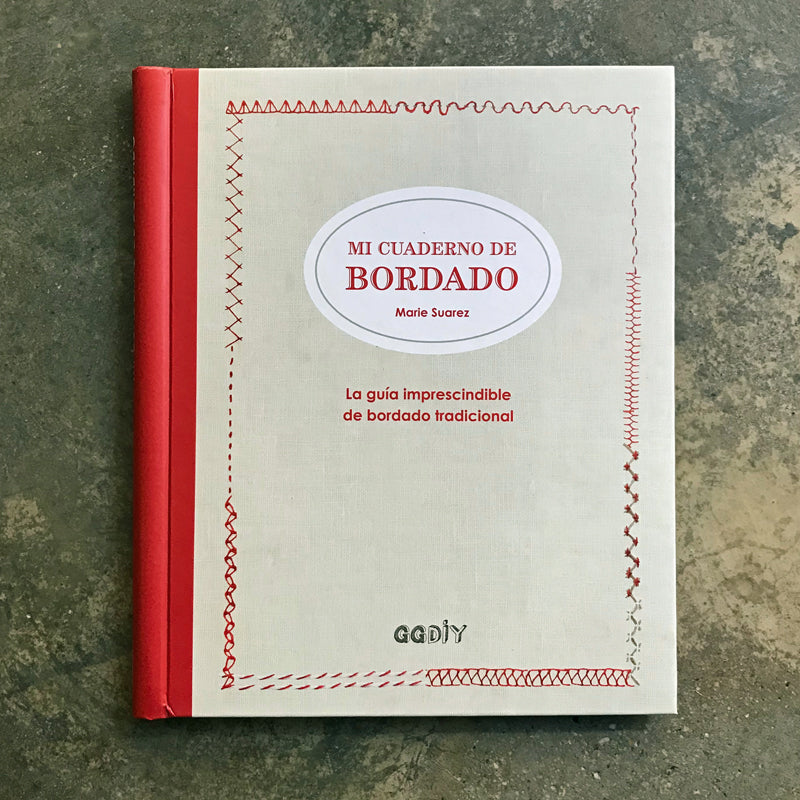 MI CUADERNO DE
BORDADO
Marie Suarez
La guía imprescindible
de bordado tradicional
GGDIY